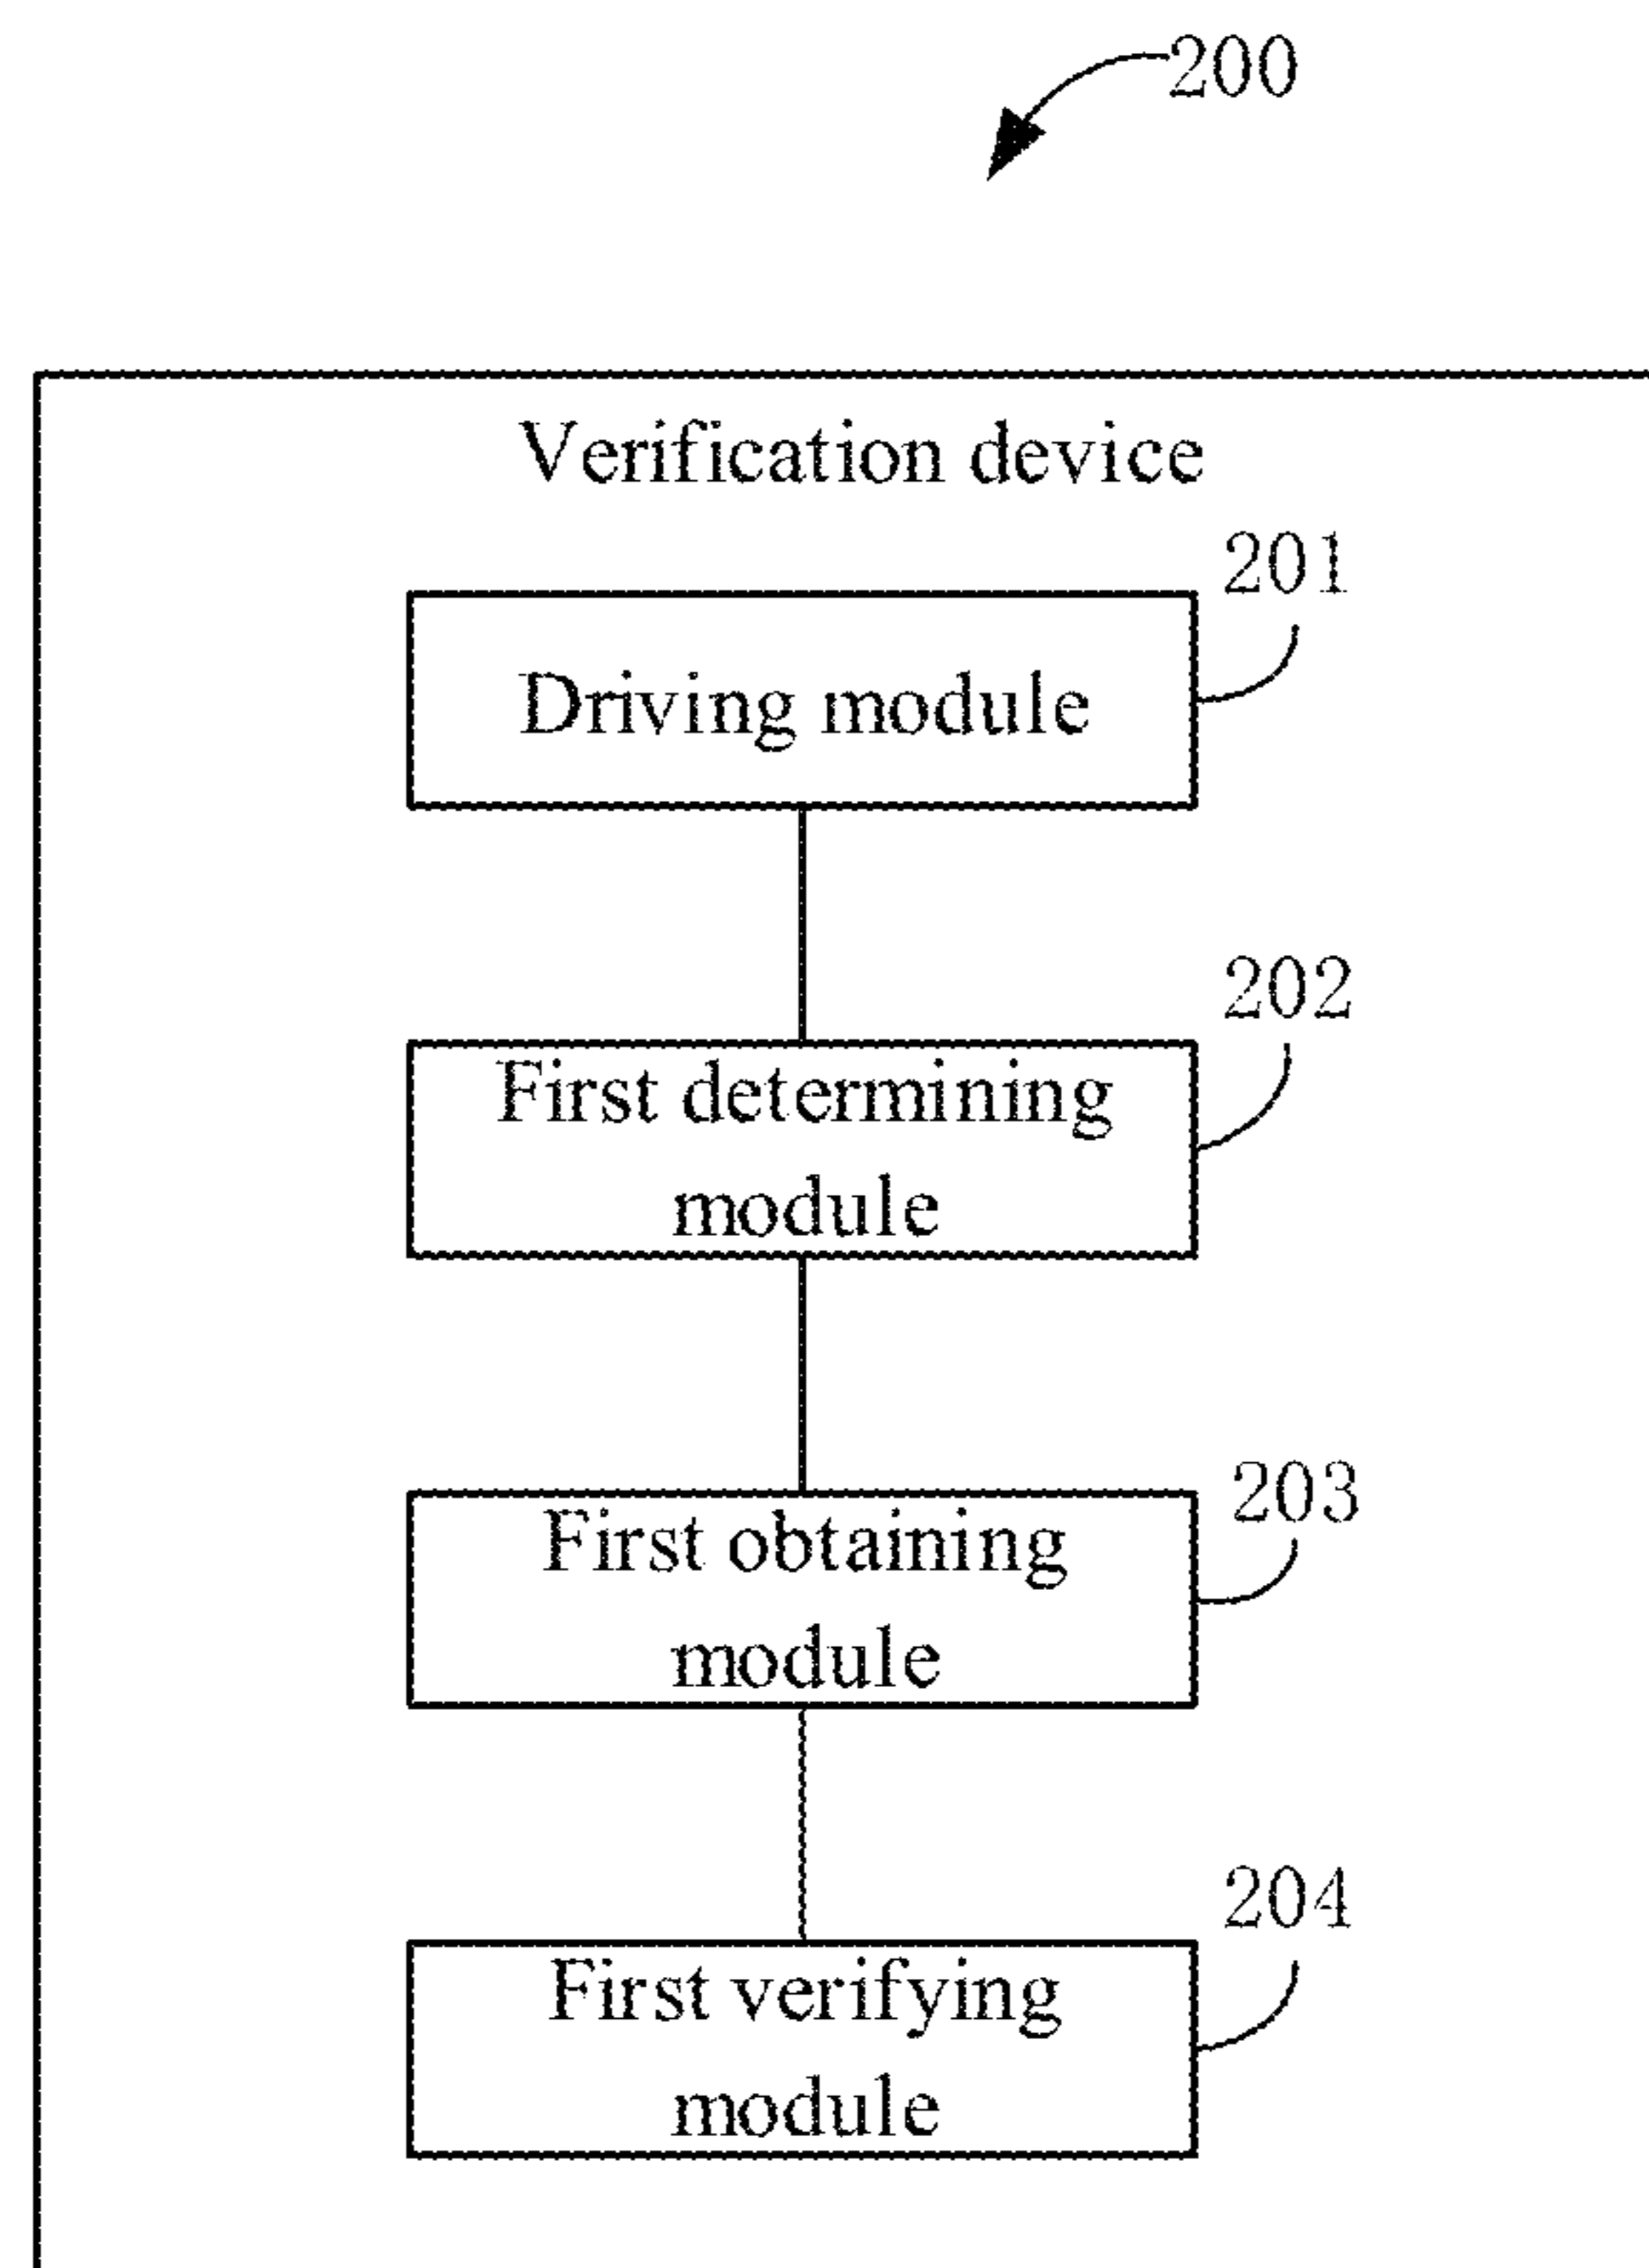 200
Verification device
201
Driving module
202
First determining
module
203
First obtaining
module
204
First verifying
module